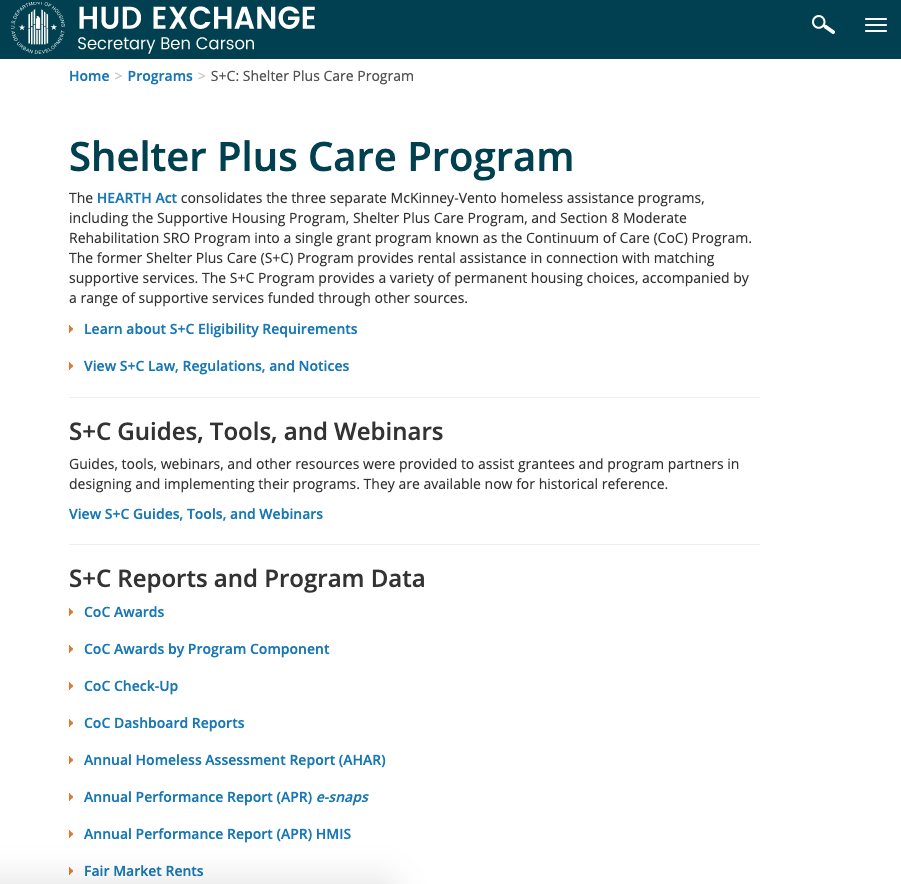 U.S. DEPARTMENT OF HOUSING AND URBAN DEVELOPMENT
HUD EXCHANGE
Secretary Ben Carson
Home > Programs > S+C: Shelter Plus Care Program
Shelter Plus Care Program
The HEARTH Act consolidates the three separate McKinney-Vento homeless assistance programs,
including the Supportive Housing Program, Shelter Plus Care Program, and Section 8 Moderate
Rehabilitation SRO Program into a single grant program known as the Continuum of Care (CoC) Program.
The former Shelter Plus Care (S+C) Program provides rental assistance in connection with matching
supportive services. The S+C Program provides a variety of permanent housing choices, accompanied by
a range of supportive services funded through other sources.
Learn about S+C Eligibility Requirements
View S+C Law, Regulations, and Notices
S+C Guides, Tools, and Webinars
Guides, tools, webinars, and other resources were provided to assist grantees and program partners in
designing and implementing their programs. They are available now for historical reference.
View S+C Guides, Tools, and Webinars
S+C Reports and Program Data
CoC Awards
CoC Awards by Program Component
CoC Check-Up
CoC Dashboard Reports
Annual Homeless Assessment Report (AHAR)
Annual Performance Report (APR) e-snaps
Annual Performance Report (APR) HMIS
Fair Market Rents